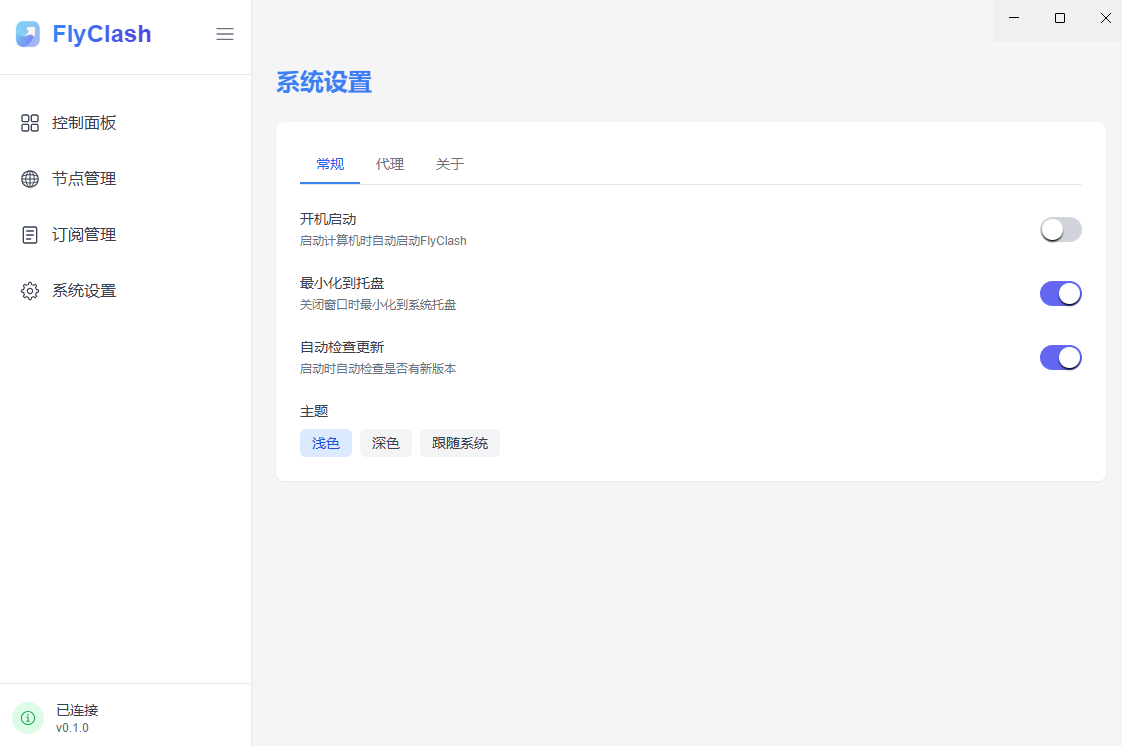 FlyClash
控制面板
节点管理
订阅管理
系统设置
已连接
v0.1.0
系统设置
常规 代理 关于
开机启动
启动计算机时自动启动FlyClash
最小化到托盘
关闭窗口时最小化到系统托盘
自动检查更新
启动时自动检查是否有新版本
主题
浅色 深色 跟随系统